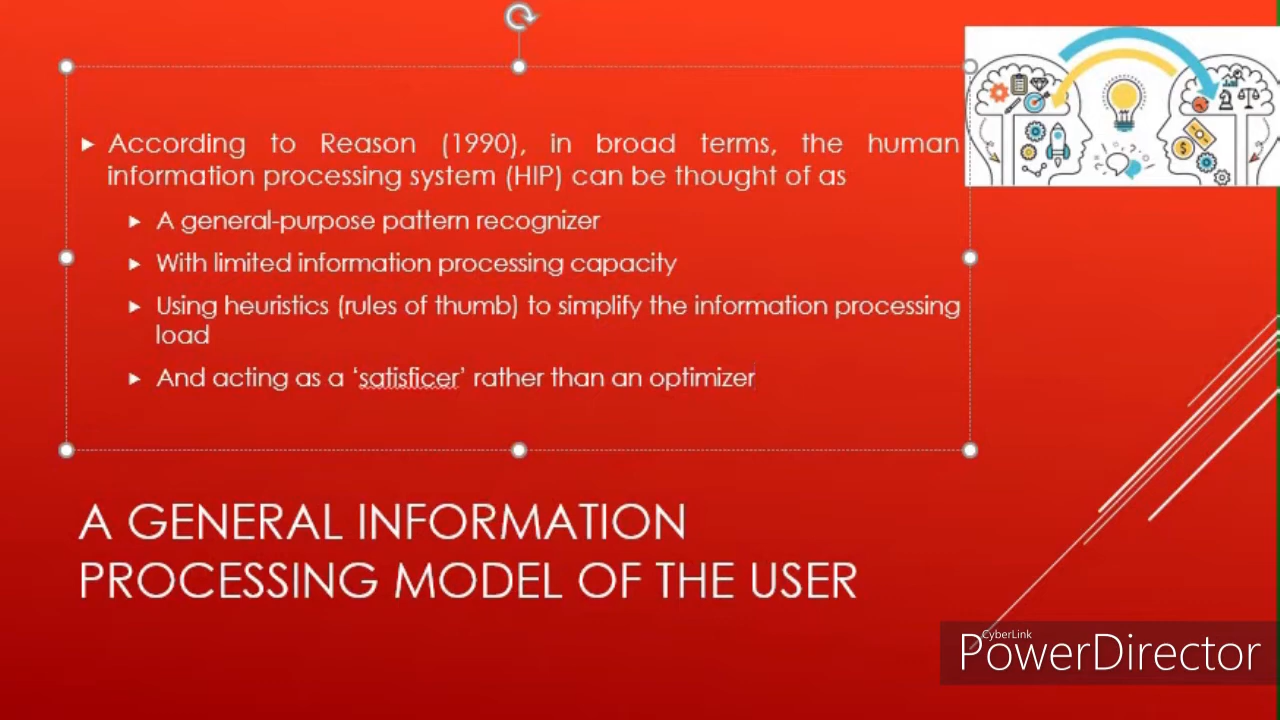 According to Reason (1990), in broad terms, the human
information processing system (HIP) can be thought of as
A general-purpose pattern recognizer
With limited information processing capacity
Using heuristics (rules of thumb) to simplify the information processing
load
And acting as a ‘satisficer’ rather than an optimizer
A GENERAL INFORMATION
PROCESSING MODEL OF THE USER
CyberLink
PowerDirector